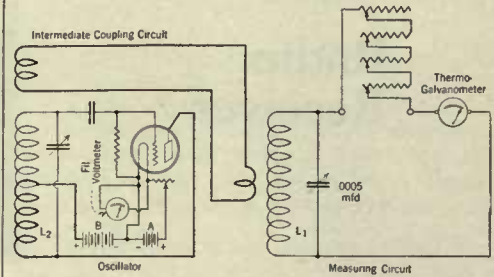 Intermediate Coupling Circuit
Thermo-
Galvanometer
Fil
Voltmeter
.0005
mfd
L2
B
A
- + - +
L1
Oscillator
Measuring Circuit